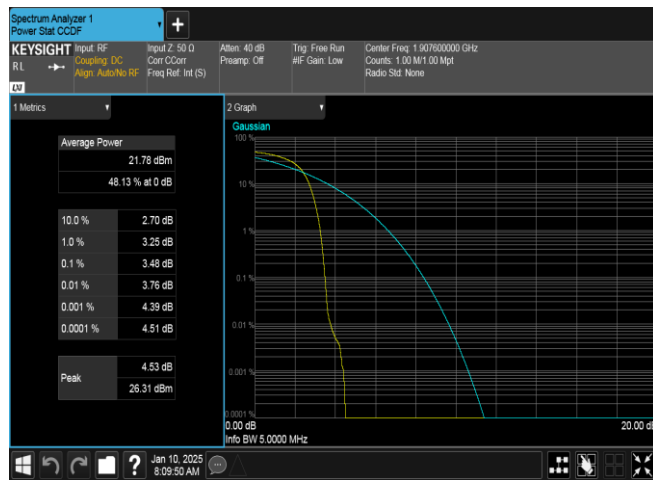 Spectrum Analyzer 1
Power Stat CCDF
+
KEYSIGHT
RL
LXI
Input: RF
Coupling: DC
Align: Auto/No RF
Input Z: 50 Ω
Corr CCorr
Freq Ref: Int (S)
Atten: 40 dB
Preamp: Off
Trig: Free Run
#IF Gain: Low
Center Freq: 1.907600000 GHz
Counts: 1.00 M/1.00 Mpt
Radio Std: None
1 Metrics
Average Power
21.78 dBm
48.13 % at 0 dB
10.0 % 2.70 dB
1.0 % 3.25 dB
0.1 % 3.48 dB
0.01 % 3.76 dB
0.001 % 4.39 dB
0.0001 % 4.51 dB
Peak
4.53 dB
26.31 dBm
2 Graph
Gaussian
100 %
10 %
1 %
0.1 %
0.01 %
0.001 %
0.0001 %
0.00 dB 20.00 dB
Info BW 5.0000 MHz
?
Jan 10, 2025
8:09:50 AM